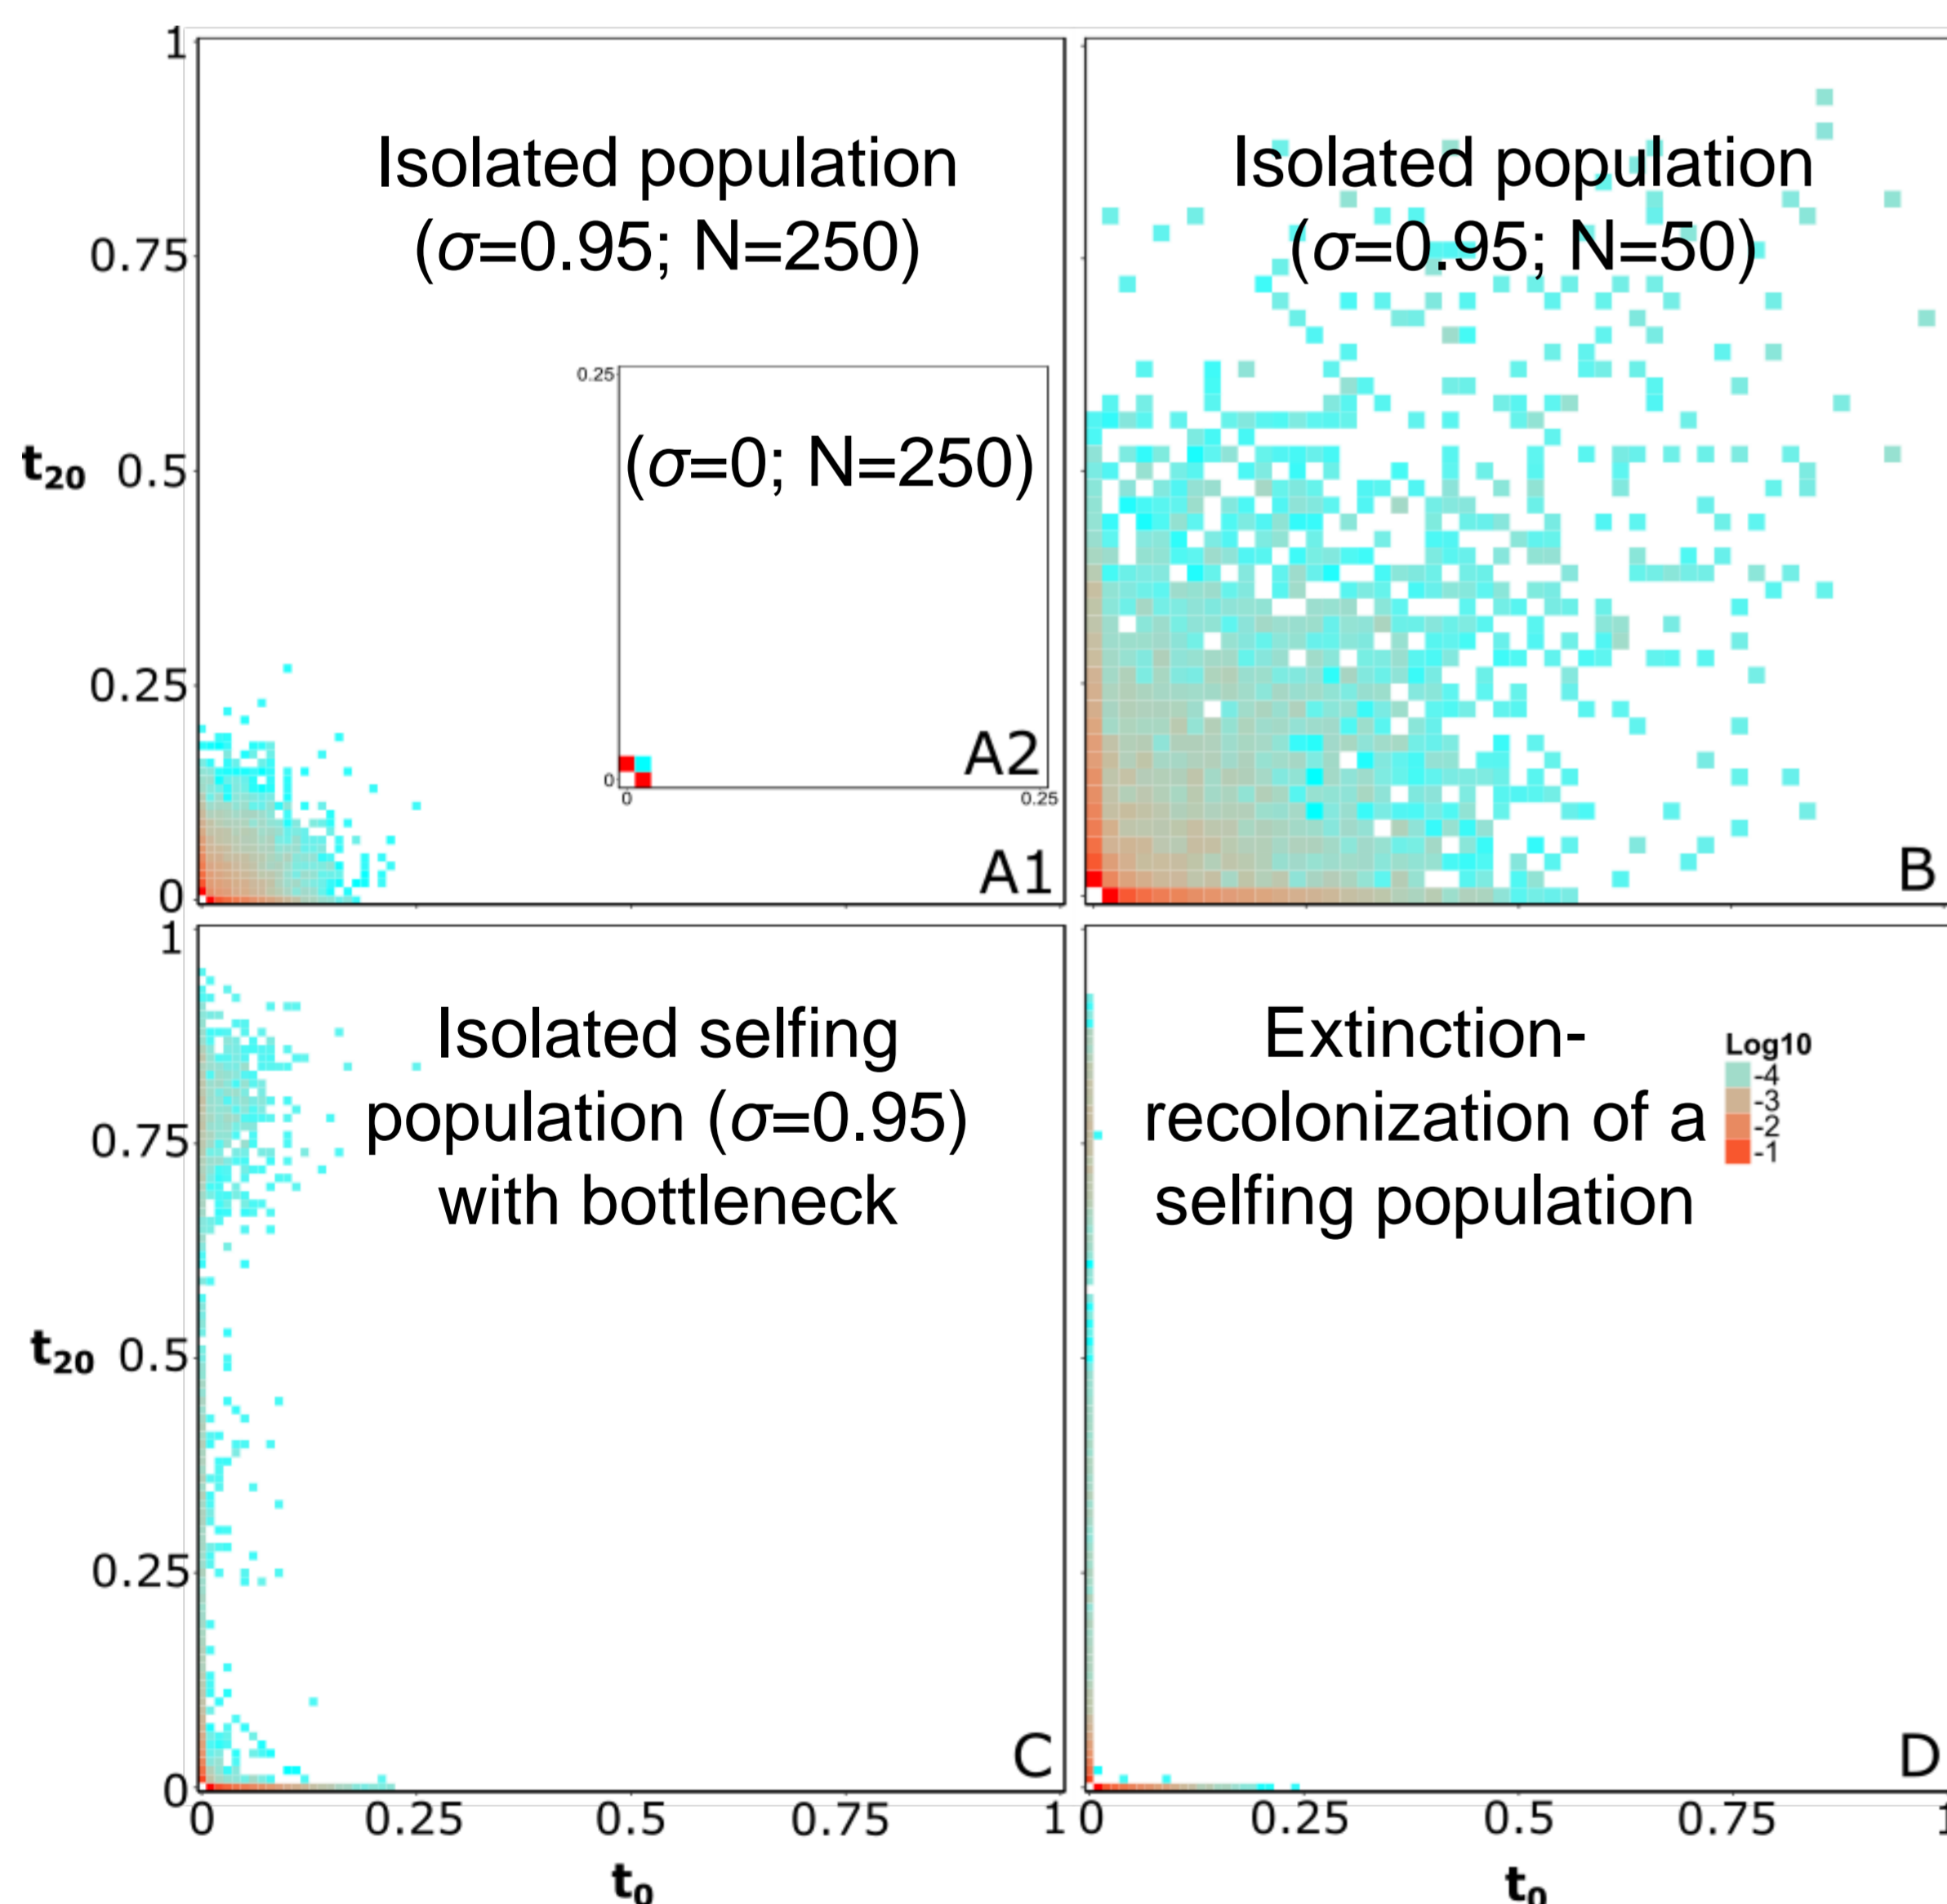 1
Isolated population
(σ=0.95; N=250)
0.75
t20 0.5
0.25
0
0.25
(σ=0; N=250)
A2
0
0
0.25
A1
Isolated population
(σ=0.95; N=50)
B
1
Isolated selfing
population (σ=0.95)
with bottleneck
0.75
t20 0.5
0.25
0
C
0 0.25 0.5 0.75 1
t0
Extinction-
recolonization of a
selfing population
Log10
-4
-3
-2
-1
D
0 0.25 0.5 0.75 1
t0